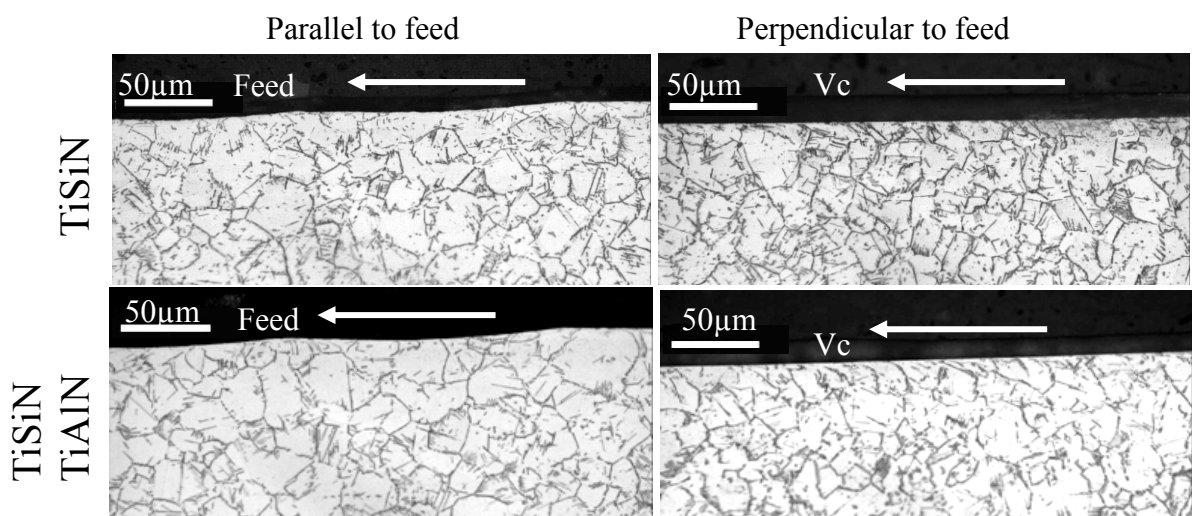 Parallel to feed
Perpendicular to feed
TiSiN
50µm
Feed
50µm
Vc
TiSiN
TiAlN
50µm
Feed
50µm
Vc